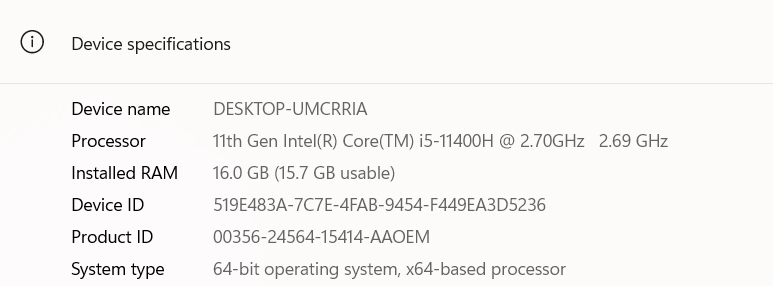 Device specifications
Device name DESKTOP-UMCRRIA
Processor 11th Gen Intel(R) Core(TM) i5-11400H @ 2.70GHz 2.69 GHz
Installed RAM 16.0 GB (15.7 GB usable)
Device ID 519E483A-7C7E-4FAB-9454-F449EA3D5236
Product ID 00356-24564-15414-AAOEM
System type 64-bit operating system, x64-based processor